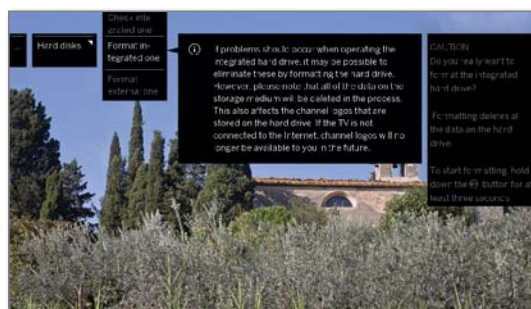 Check inte
grated one
Hard disks
Format in-
tegrated one
Format
external one
If problems should occur when operating the
integrated hard drive, it may be possible to
eliminate these by formatting the hard drive.
However, please note that all of the data on the
storage medium will be deleted in the process.
This also affects the channel logos that are
stored on the hard drive. If the TV is not
connected to the Internet, channel logos will no
longer be available to you in the future.
CAUTION
Do you really want to
format the integrated
hard drive?
Formatting deletes al
the data on the hard
drive.
To start formatting, hold
down the button for at
least three seconds